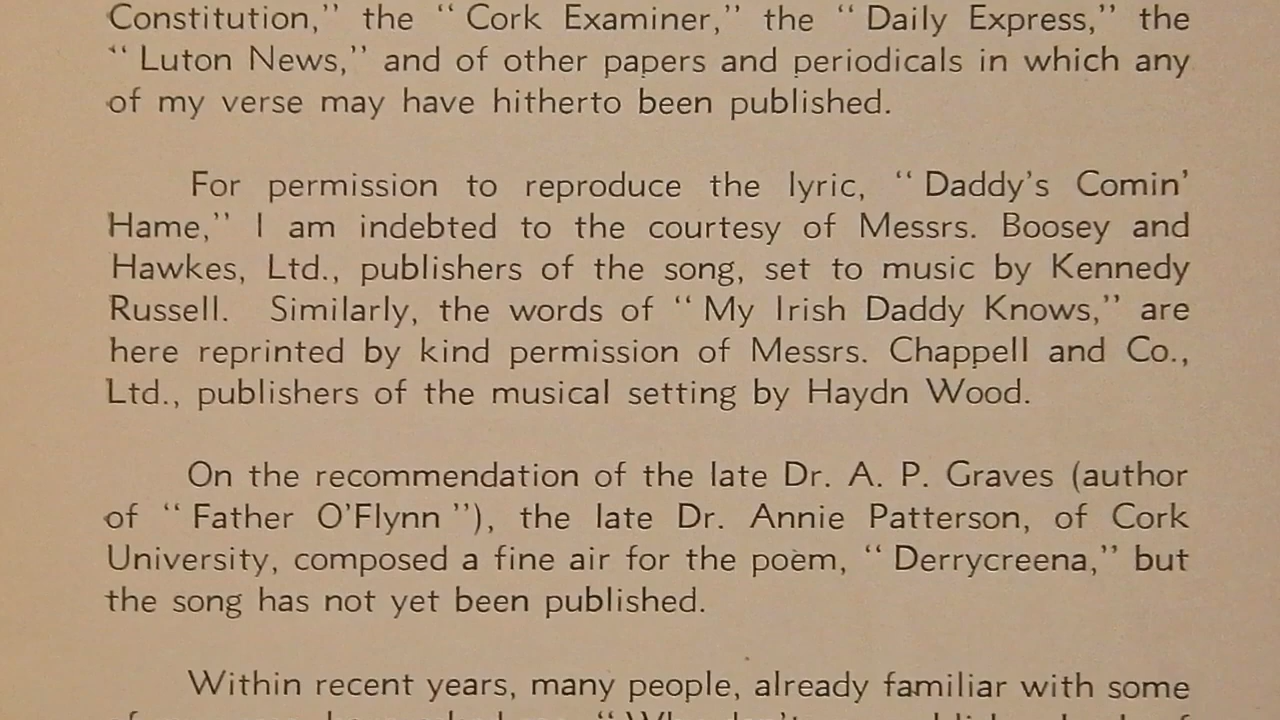 Constitution," the " Cork Examiner," the " Daily Express," the
" Luton News," and of other papers and periodicals in which any
of my verse may have hitherto been published.
For permission to reproduce the lyric, " Daddy's Comin'
Hame," I am indebted to the courtesy of Messrs. Boosey and
Hawkes, Ltd., publishers of the song, set to music by Kennedy
Russell. Similarly, the words of " My Irish Daddy Knows," are
here reprinted by kind permission of Messrs. Chappell and Co.,
Ltd., publishers of the musical setting by Haydn Wood.
On the recommendation of the late Dr. A. P. Graves (author
of " Father O'Flynn "), the late Dr. Annie Patterson, of Cork
University, composed a fine air for the poem, " Derrycreena," but
the song has not yet been published.
Within recent years, many people, already familiar with some